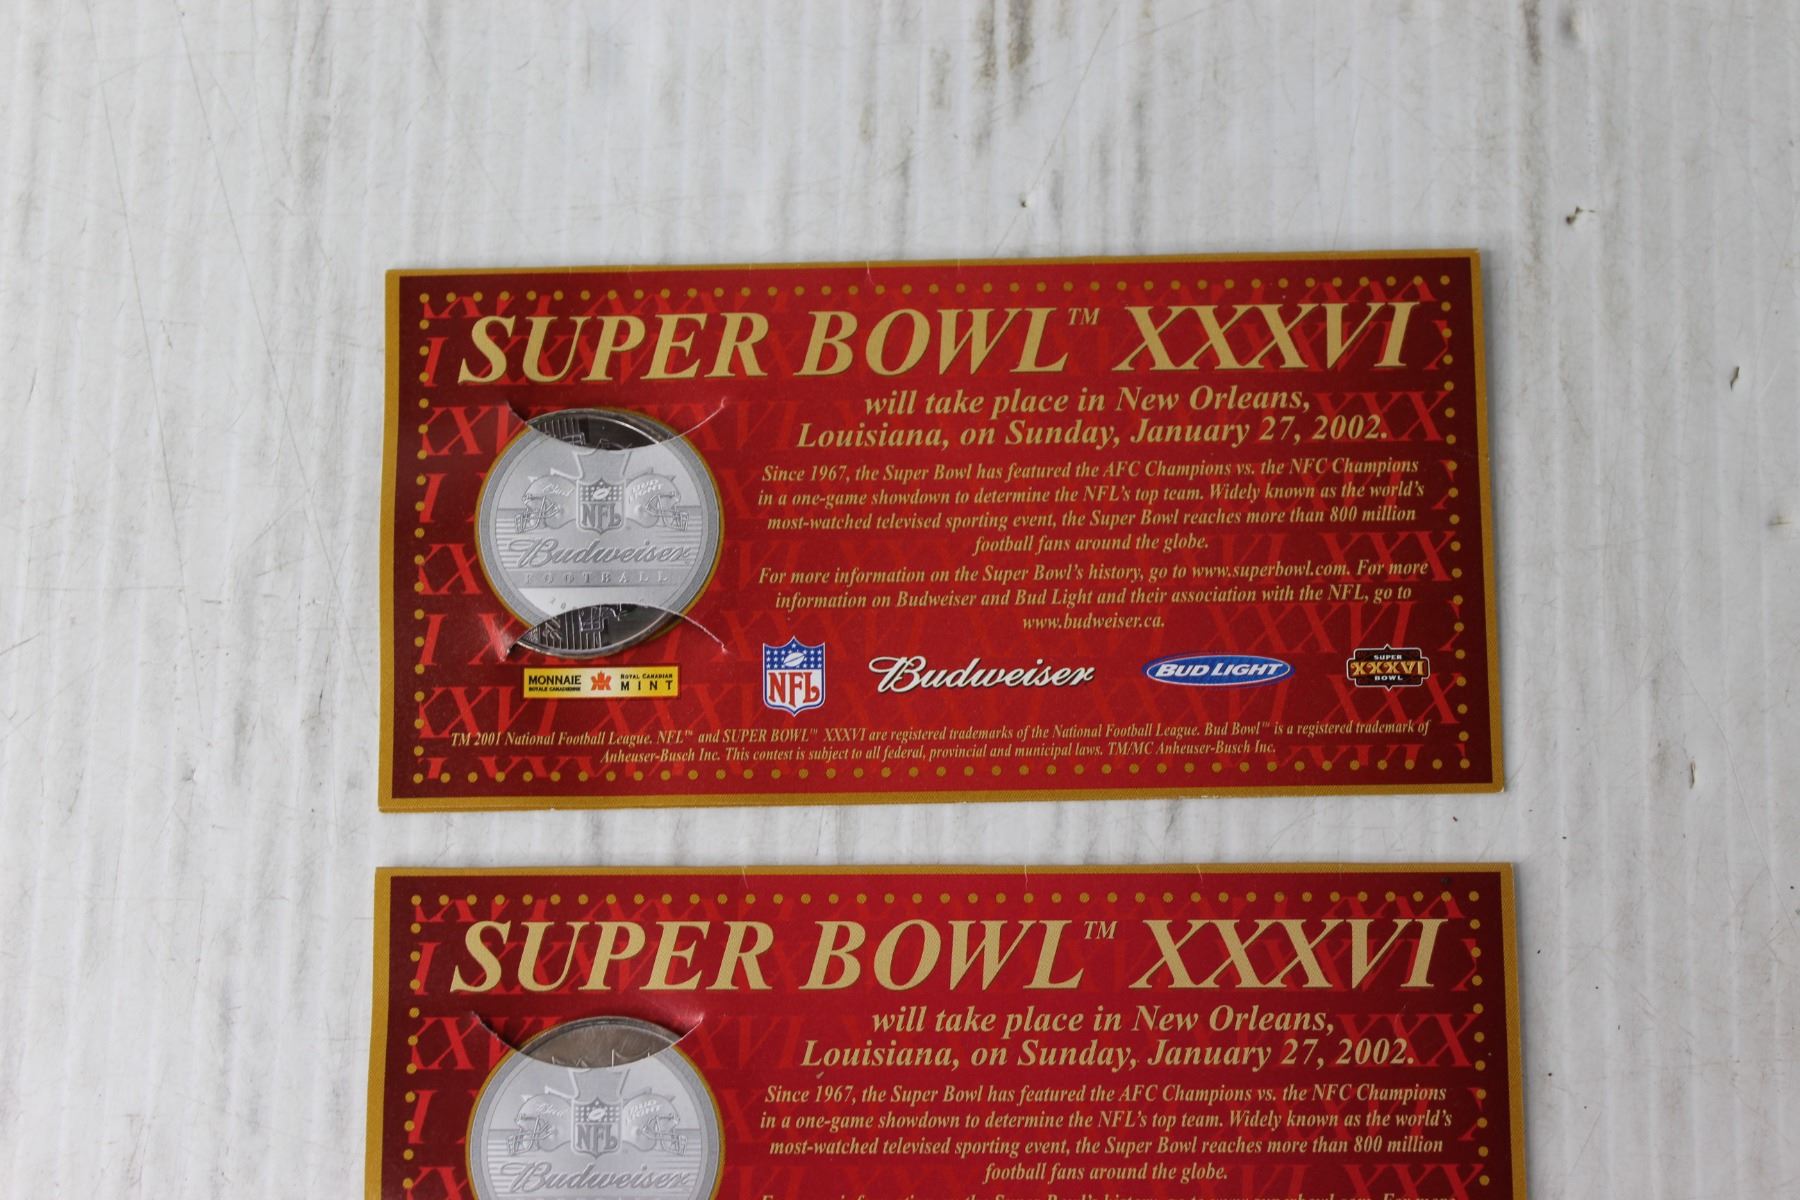 SUPER BOWL™ XXXVI
will take place in New Orleans,
Louisiana, on Sunday, January 27, 2002.
Since 1967, the Super Bowl has featured the AFC Champions vs. the NFC Champions
in a one-game showdown to determine the NFL's top team. Widely known as the world's
most-watched televised sporting event, the Super Bowl reaches more than 800 million
football fans around the globe.
For more information on the Super Bowl's history, go to www.superbowl.com. For more
information on Budweiser and Bud Light and their association with the NFL, go to
www.budweiser.ca.
Bud NFL BUD LIGHT
Budweiser
FOOTBALL
MONNAIE ROYALE CANADIENNE ROYAL CANADIAN MINT
NFL
Budweiser
BUD LIGHT
SUPER
XXXVI
BOWL
TM 2001 National Football League. NFL™ and SUPER BOWL™ XXXVI are registered trademarks of the National Football League. Bud Bowl™ is a registered trademark of
Anheuser-Busch Inc. This contest is subject to all federal, provincial and municipal laws. TM/MC Anheuser-Busch Inc.
SUPER BOWL™ XXXVI
will take place in New Orleans,
Louisiana, on Sunday, January 27, 2002.
Since 1967, the Super Bowl has featured the AFC Champions vs. the NFC Champions
in a one-game showdown to determine the NFL's top team. Widely known as the world's
most-watched televised sporting event, the Super Bowl reaches more than 800 million
football fans around the globe.
Bud NFL BUD LIGHT
Budweiser